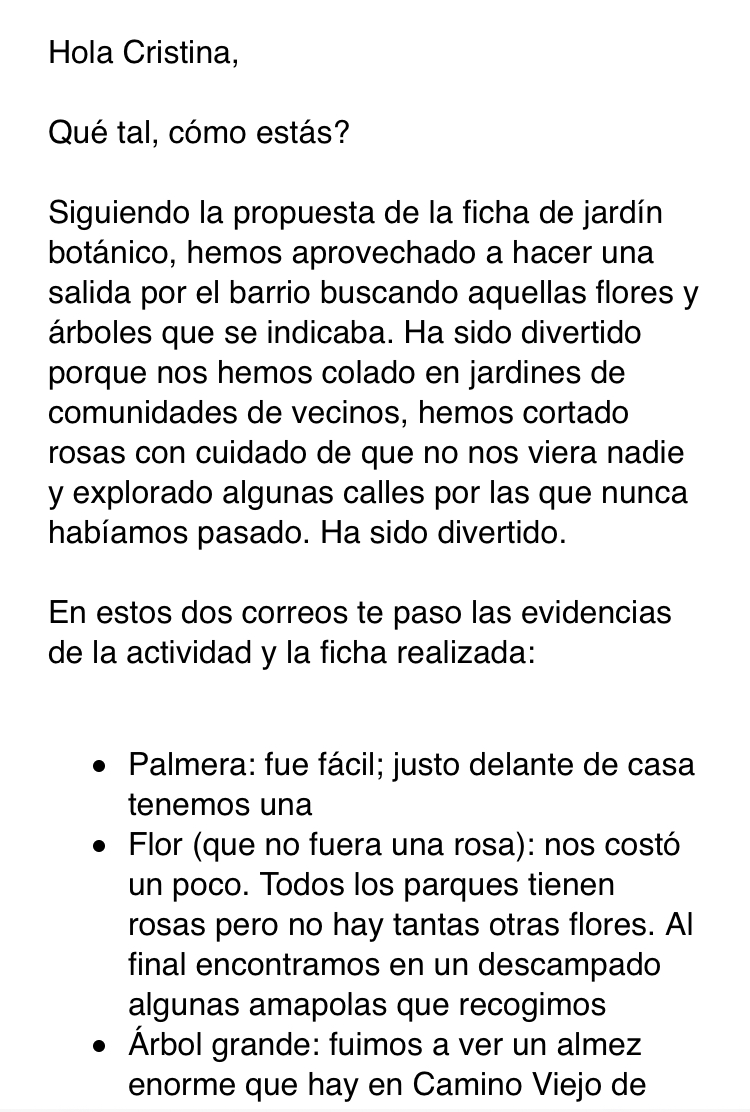 Hola Cristina,
Qué tal, cómo estás?
Siguiendo la propuesta de la ficha de jardín
botánico, hemos aprovechado a hacer una
salida por el barrio buscando aquellas flores y
árboles que se indicaba. Ha sido divertido
porque nos hemos colado en jardines de
comunidades de vecinos, hemos cortado
rosas con cuidado de que no nos viera nadie
y explorado algunas calles por las que nunca
habíamos pasado. Ha sido divertido.
En estos dos correos te paso las evidencias
de la actividad y la ficha realizada:
• Palmera: fue fácil; justo delante de casa
tenemos una
• Flor (que no fuera una rosa): nos costó
un poco. Todos los parques tienen
rosas pero no hay tantas otras flores. Al
final encontramos en un descampado
algunas amapolas que recogimos
• Árbol grande: fuimos a ver un almez
enorme que hay en Camino Viejo de